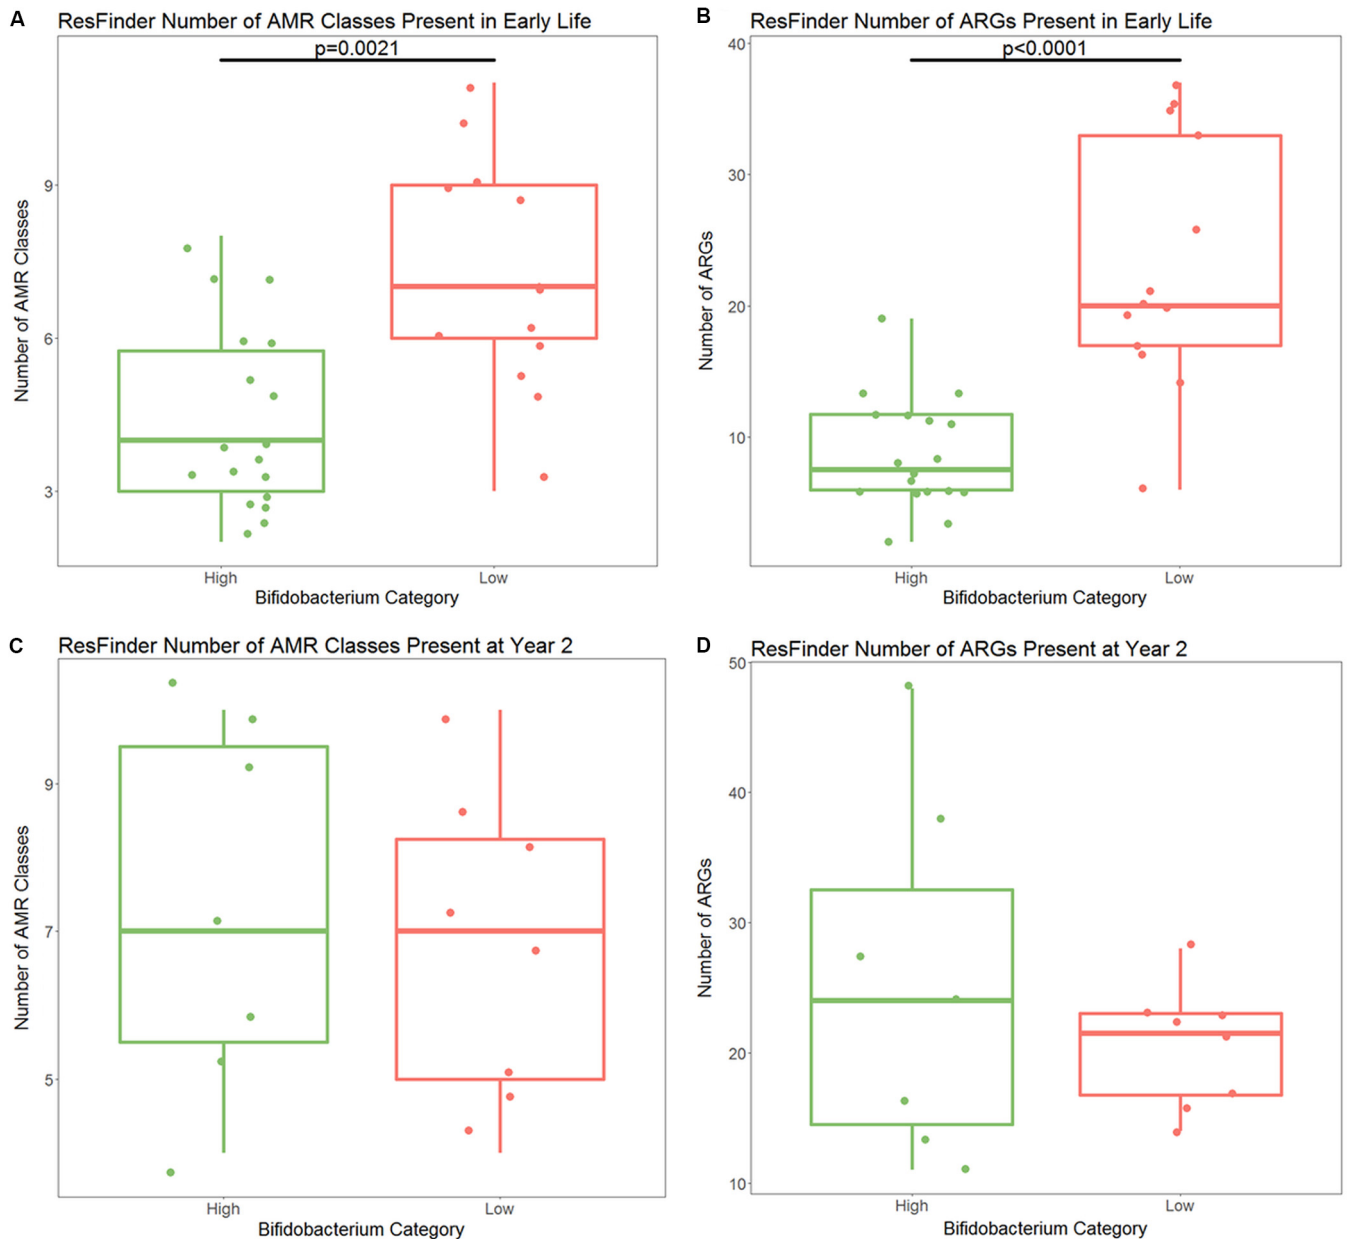 A
ResFinder Number of AMR Classes Present in Early Life
p=0.0021
9
6
3
Number of AMR Classes
High
Low
Bifidobacterium Category
B
ResFinder Number of ARGs Present in Early Life
p<0.0001
40
30
20
10
Number of ARGs
High
Low
Bifidobacterium Category
C
ResFinder Number of AMR Classes Present at Year 2
9
7
5
Number of AMR Classes
High
Low
Bifidobacterium Category
D
ResFinder Number of ARGs Present at Year 2
50
40
30
20
10
Number of ARGs
High
Low
Bifidobacterium Category